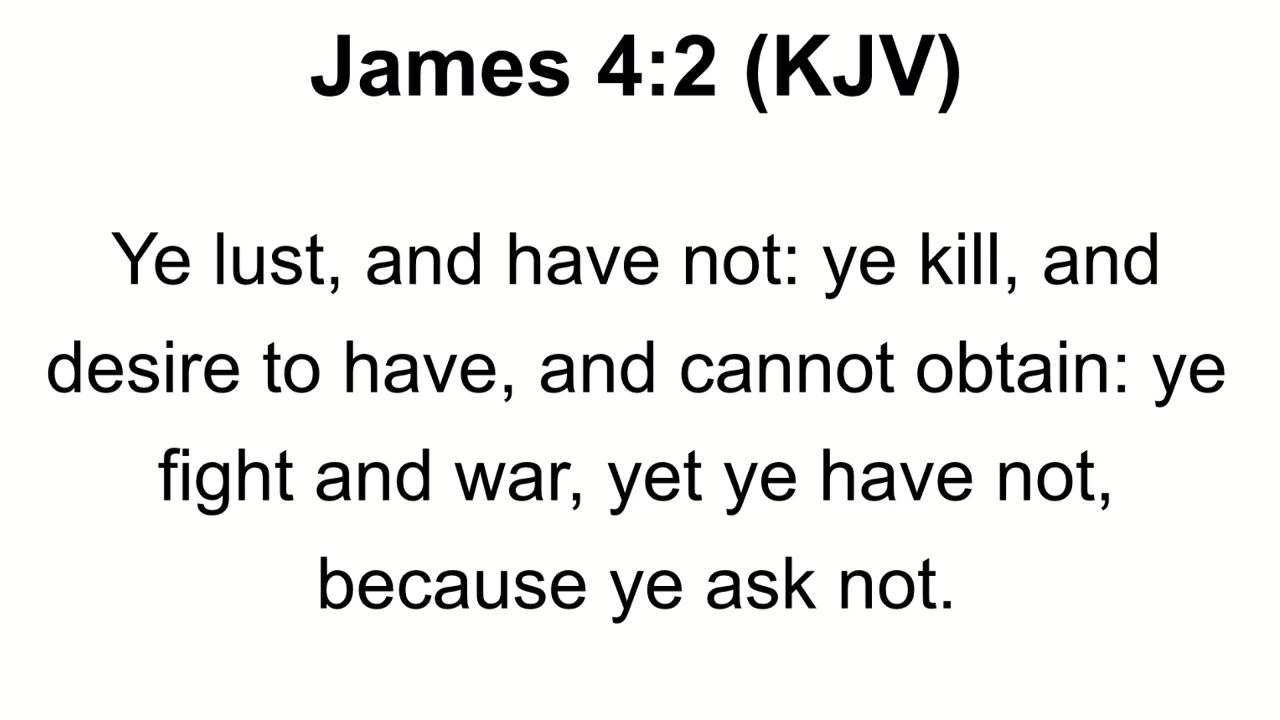 James 4:2 (KJV)
Ye lust, and have not: ye kill, and
desire to have, and cannot obtain: ye
fight and war, yet ye have not,
because ye ask not.